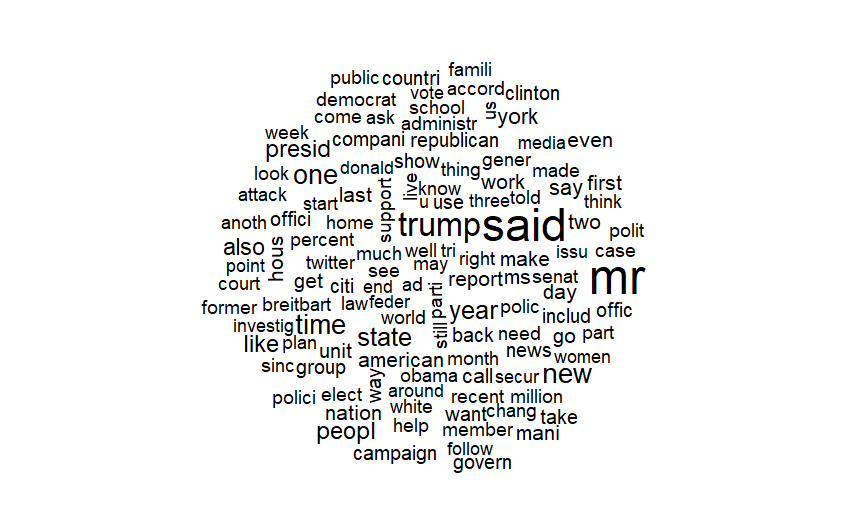 famili
public countri
vote accord clinton
democrat school us york
come ask administr
week compani republican media even
presid
donald show thing gener
look one live know work made say first
attack start last support u use three told think
anoth offici home trump said two polit
also percent much well tri
hous twitter see may right make issu case
point court get citi end ad report ms senat mr
former breitbart law feder parti day
investig time world still year polic includ offic
like plan state back need go part
sinc group unit american month news women
way obama call secur new
polici elect around recent million
nation white want chang take
peopl help member mani
campaign follow
govern